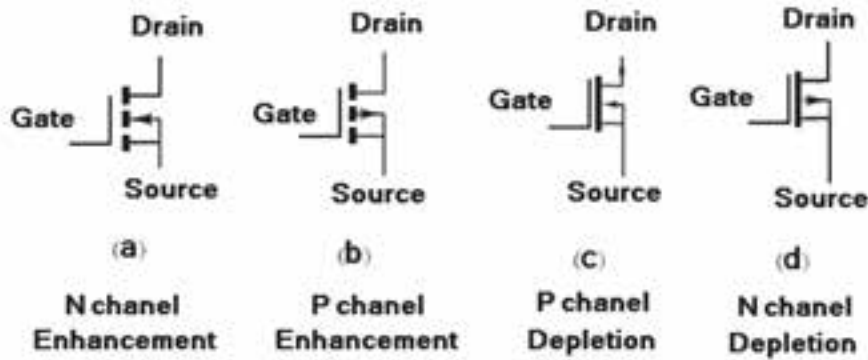 Drain
Drain
Drain
Drain
Gate
Gate
Gate
Gate
Source
Source
Source
Source
(a)
(b)
(c)
(d)
N chanel
Enhancement
P chanel
Enhancement
P chanel
Depletion
N chanel
Depletion